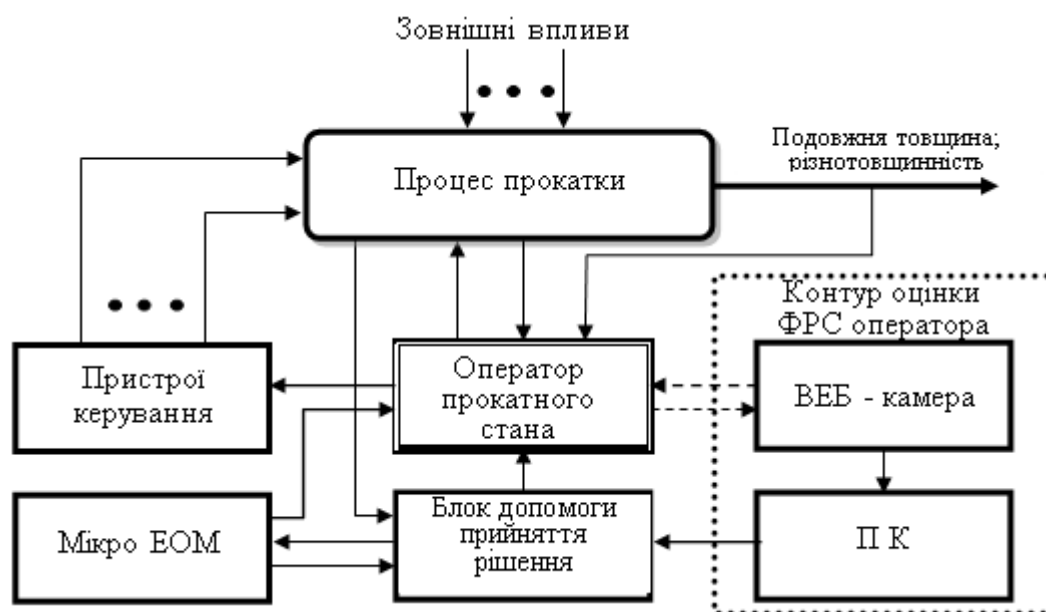 Зовнішні впливи
Подовжня товщина;
різнотовщинність
Процес прокатки
Контур оцінки
ФРС оператора
Пристрої
керування
Оператор
прокатного
стана
ВЕБ - камера
Мікро ЕОМ
Блок допомоги
прийняття
рішення
П К